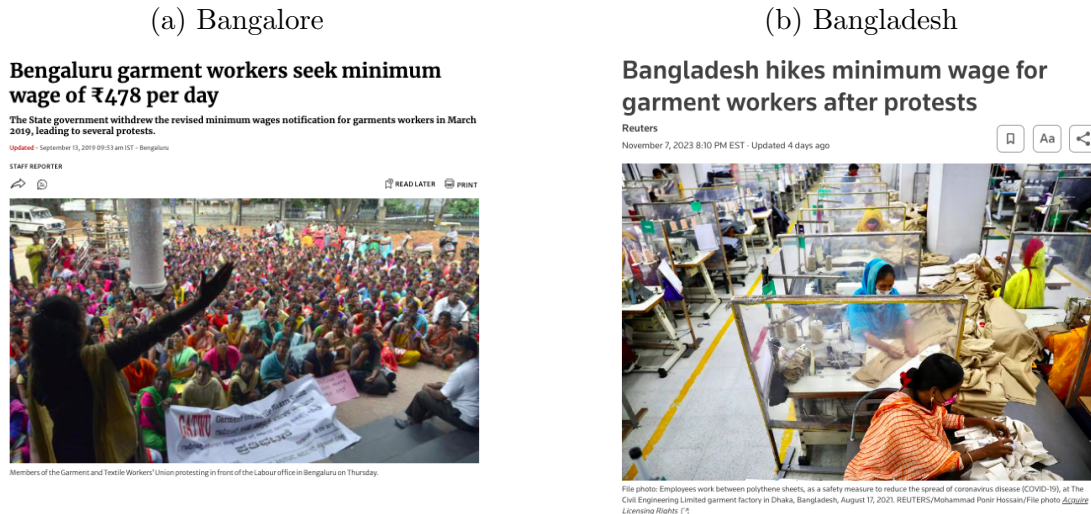 (a) Bangalore
Bengaluru garment workers seek minimum
wage of ₹478 per day
The State government withdrew the revised minimum wages notification for garments workers in March
2019, leading to several protests.
Updated - September 13, 2019 09:53 am IST - Bengaluru
STAFF REPORTER
READ LATER PRINT
GATWU Garment and Textile Workers' Union
Members of the Garment and Textile Workers' Union protesting in front of the Labour office in Bengaluru on Thursday.
(b) Bangladesh
Bangladesh hikes minimum wage for
garment workers after protests
Reuters
November 7, 2023 8:10 PM EST · Updated 4 days ago
Aa
File photo: Employees work between polythene sheets, as a safety measure to reduce the spread of coronavirus disease (COVID-19), at The
Civil Engineering Limited garment factory in Dhaka, Bangladesh, August 17, 2021. REUTERS/Mohammad Ponir Hossain/File photo Acquire
Licensing Rights